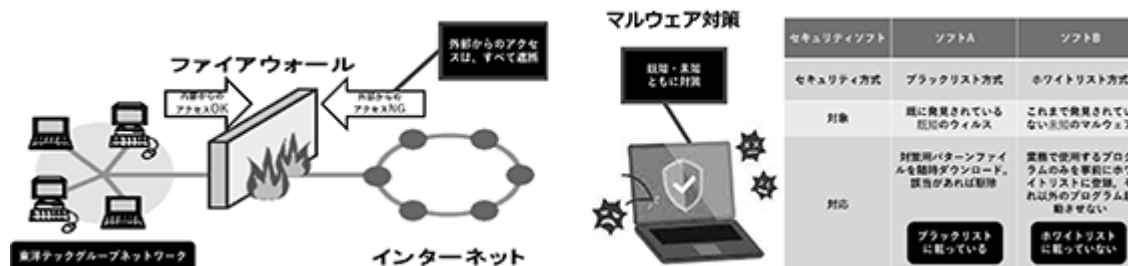 外部からのアクセ
スは、すべて遮断
ファイアウォール
内部からの
アクセスOK
外部からの
アクセスNG
東洋テックグループネットワーク
インターネット
マルウェア対策
既知・未知
ともに対策
セキュリティソフト ソフトA ソフトB
セキュリティ方式 ブラックリスト方式 ホワイトリスト方式
対象
既に発見されている
既知のウィルス
これまで発見されてい
ない未知のマルウェア
対応
対策用パターンファイ
ルを随時ダウンロード、
該当があれば駆除
業務で使用するプログ
ラムのみを事前にホワ
イトリストに登録。そ
れ以外のプログラム起
動させない
ブラックリスト
に載っている
ホワイトリスト
に載っていない